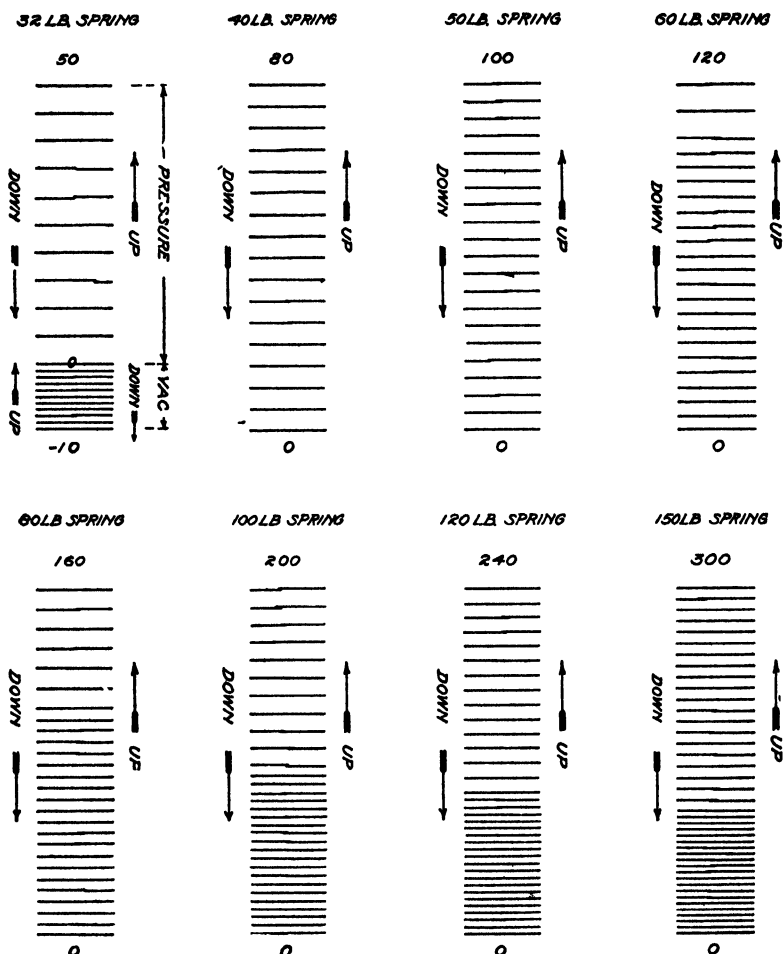 32 LB. SPRING
40 LB. SPRING
50 LB. SPRING
60 LB. SPRING
50
80
100
120
DOWN
UP
PRESSURE
DOWN
UP
DOWN
UP
DOWN
UP
0
UP
DOWN
VAC
-10
0
0
0
80 LB SPRING
100 LB SPRING
120 LB. SPRING
150 LB. SPRING
160
200
240
300
DOWN
UP
DOWN
UP
DOWN
UP
DOWN
UP
0
0
0
0